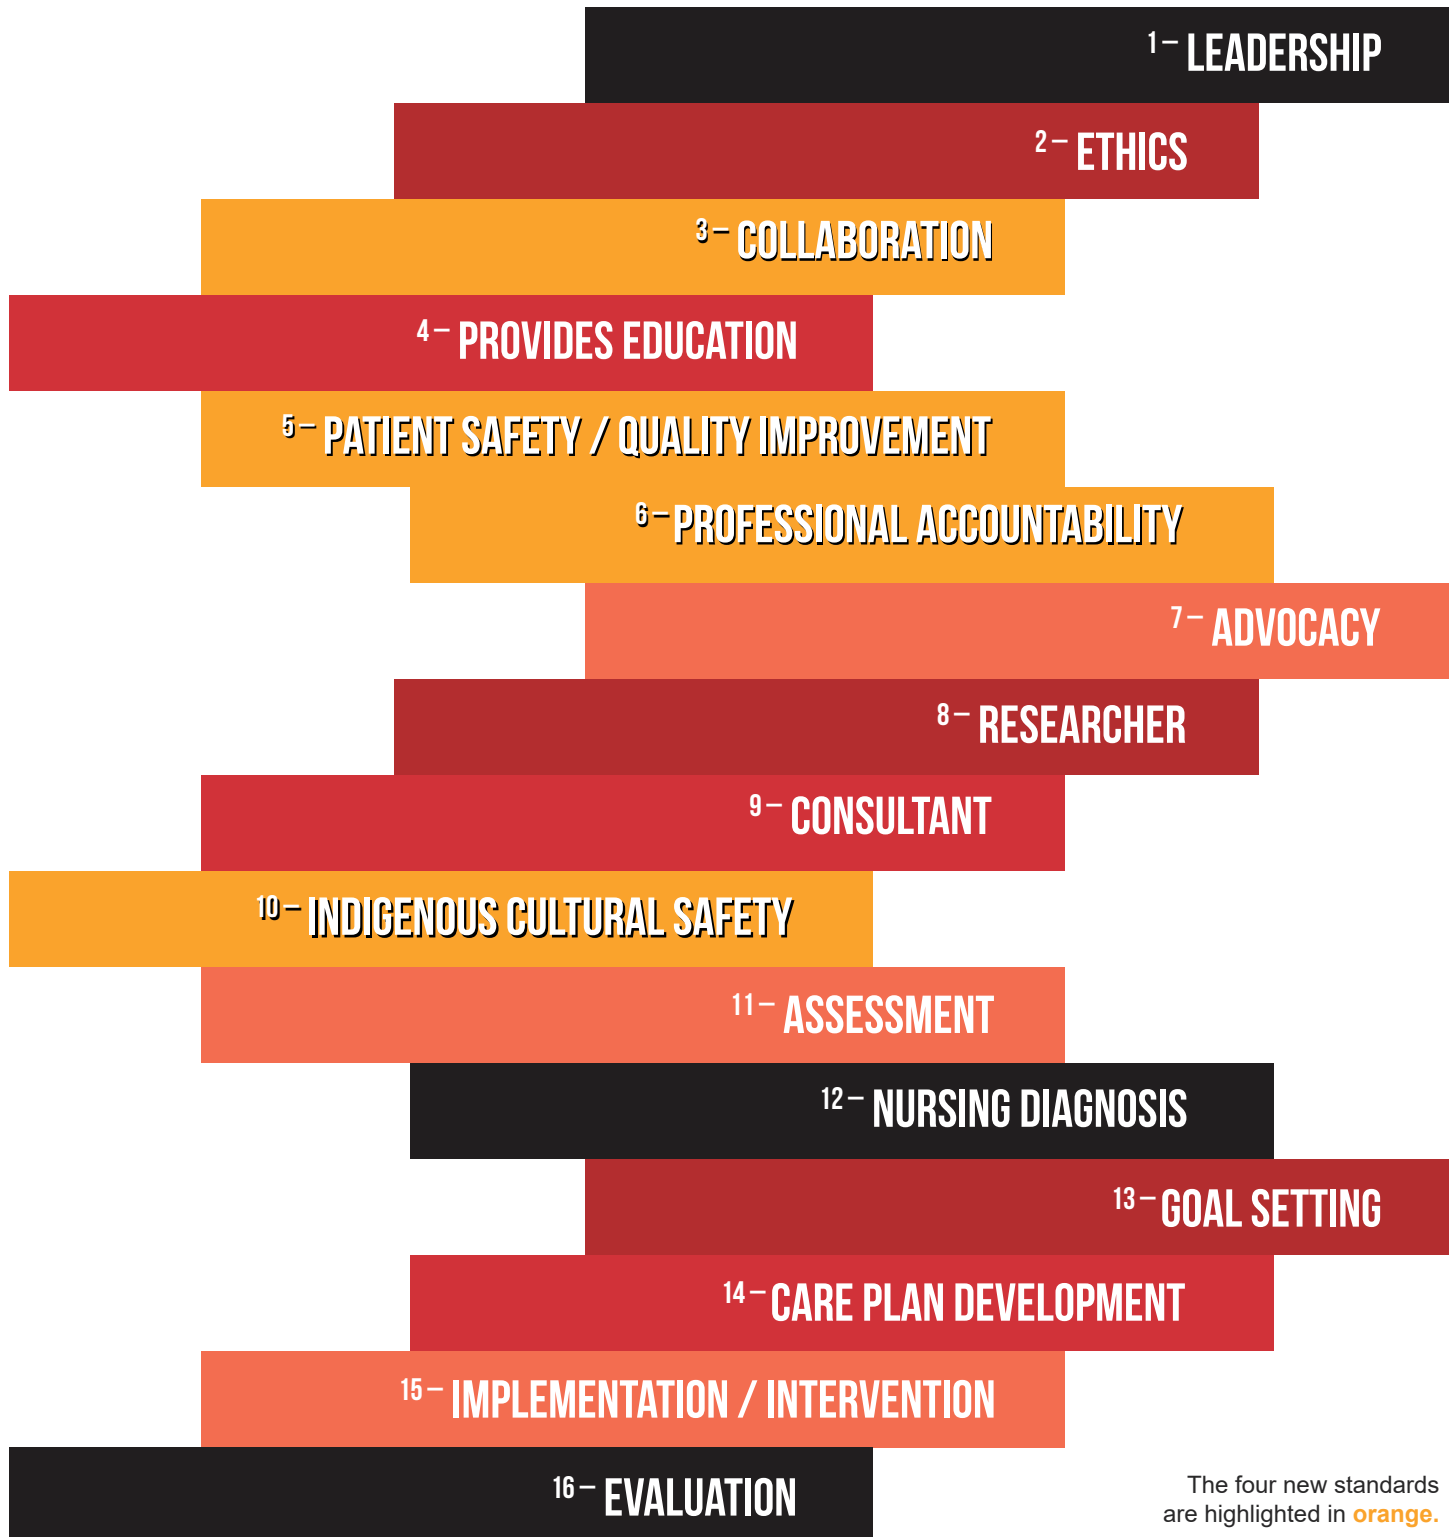 1 – LEADERSHIP
2 – ETHICS
3 – COLLABORATION
4 – PROVIDES EDUCATION
5 – PATIENT SAFETY / QUALITY IMPROVEMENT
6 – PROFESSIONAL ACCOUNTABILITY
7 – ADVOCACY
8 – RESEARCHER
9 – CONSULTANT
10 – INDIGENOUS CULTURAL SAFETY
11 – ASSESSMENT
12 – NURSING DIAGNOSIS
13 – GOAL SETTING
14 – CARE PLAN DEVELOPMENT
15 – IMPLEMENTATION / INTERVENTION
16 – EVALUATION
The four new standards
are highlighted in orange.